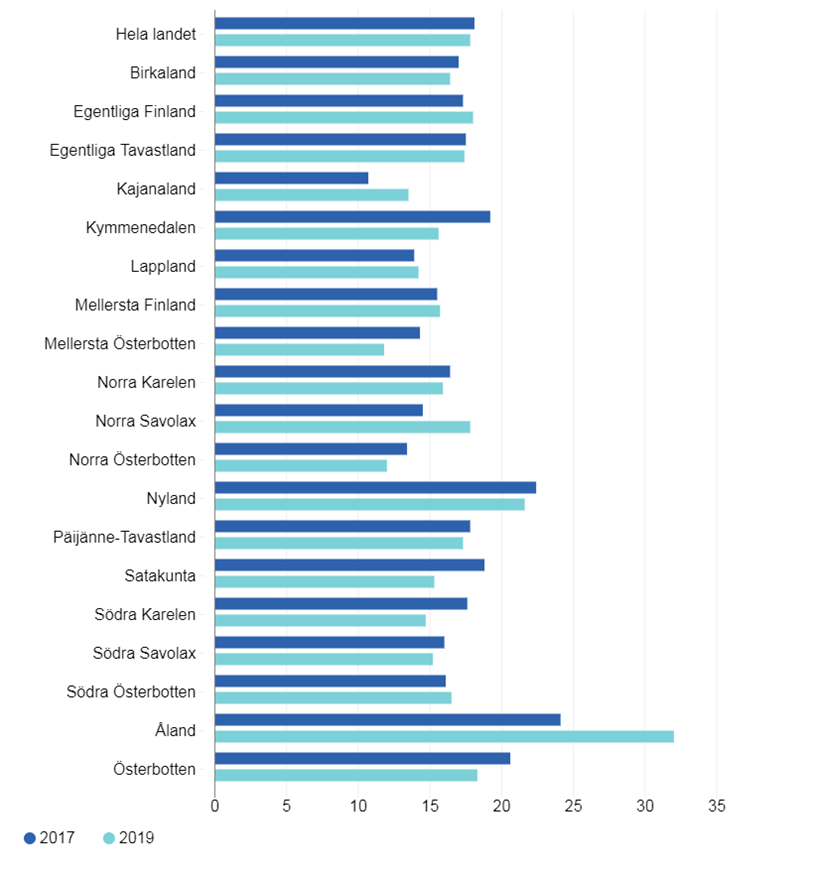 Hela landet
Birkaland
Egentliga Finland
Egentliga Tavastland
Kajanaland
Kymmenedalen
Lappland
Mellersta Finland
Mellersta Österbotten
Norra Karelen
Norra Savolax
Norra Österbotten
Nyland
Päijänne-Tavastland
Satakunta
Södra Karelen
Södra Savolax
Södra Österbotten
Åland
Österbotten
0 5 10 15 20 25 30 35
2017 2019